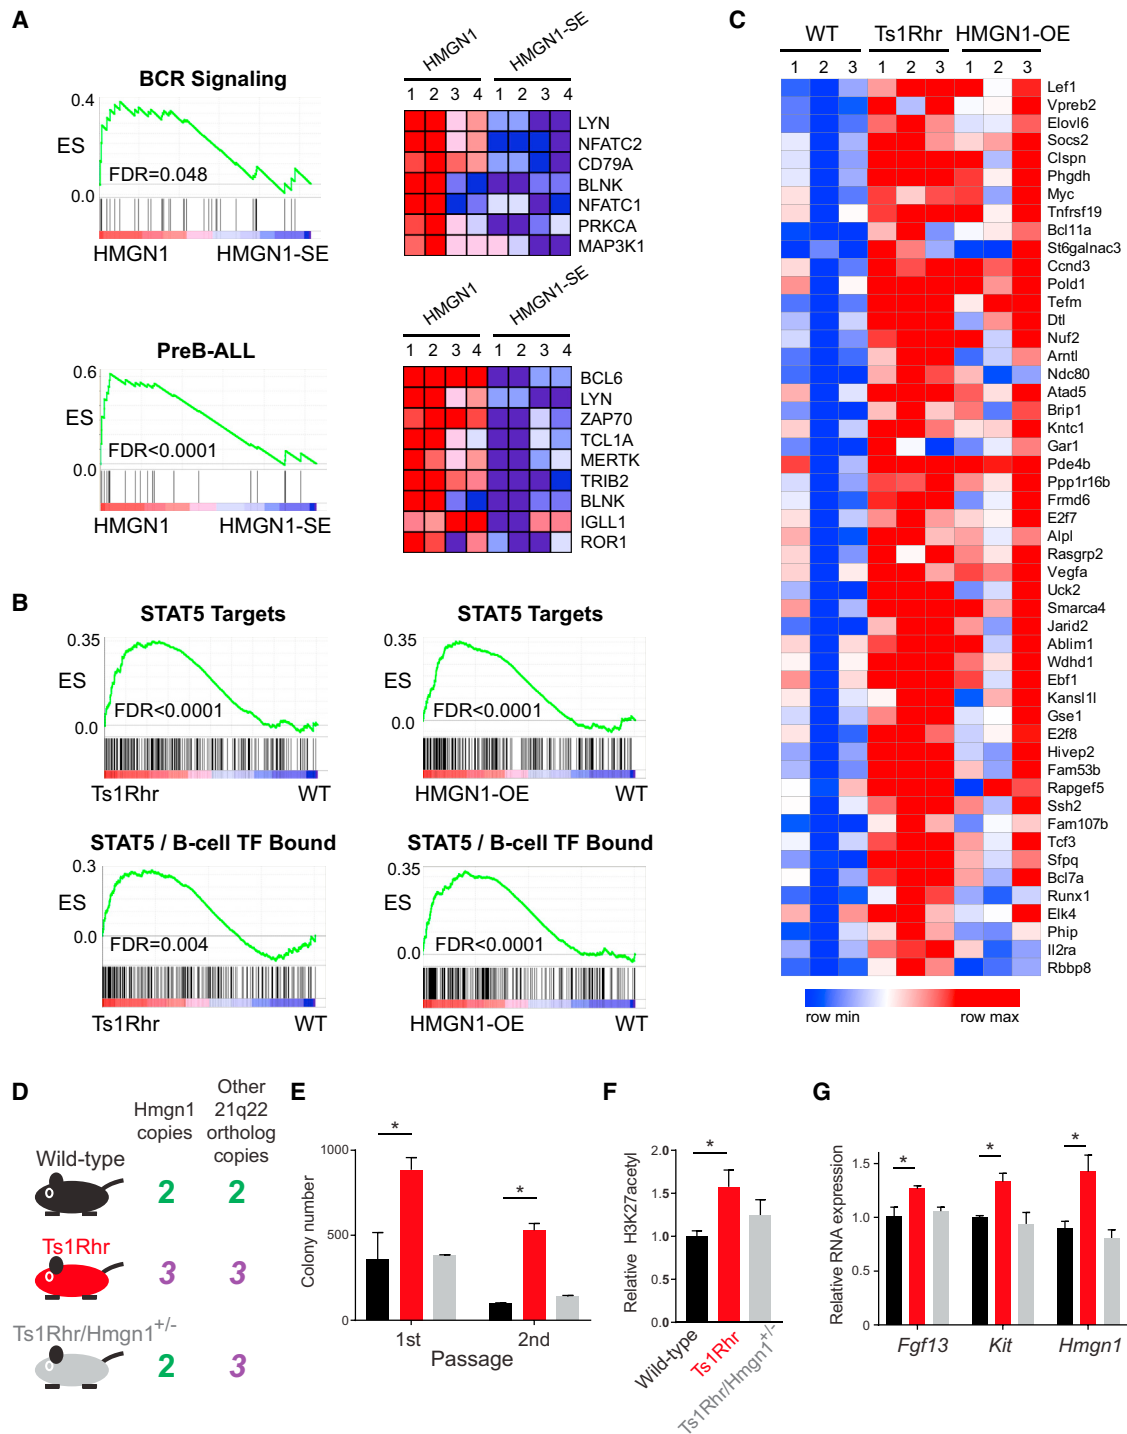 A
BCR Signaling
0.4
ES
FDR=0.048
0.0
HMGN1 HMGN1-SE
HMGN1 HMGN1-SE
1 2 3 4 1 2 3 4
LYN
NFATC2
CD79A
BLNK
NFATC1
PRKCA
MAP3K1
PreB-ALL
0.6
ES
FDR<0.0001
0.0
HMGN1 HMGN1-SE
HMGN1 HMGN1-SE
1 2 3 4 1 2 3 4
BCL6
LYN
ZAP70
TCL1A
MERTK
TRIB2
BLNK
IGLL1
ROR1
B
STAT5 Targets
0.35
ES
FDR<0.0001
0.0
Ts1Rhr WT
STAT5 Targets
0.35
ES
FDR<0.0001
0.0
HMGN1-OE WT
STAT5 / B-cell TF Bound
0.3
ES
0.0
FDR=0.004
Ts1Rhr WT
STAT5 / B-cell TF Bound
0.35
ES
FDR<0.0001
0.0
HMGN1-OE WT
C
WT Ts1Rhr HMGN1-OE
1 2 3 1 2 3 1 2 3
Lef1
Vpreb2
Elovl6
Socs2
Clspn
Phgdh
Myc
Tnfrsf19
Bcl11a
St6galnac3
Ccnd3
Pold1
Tefm
Dtl
Nuf2
Arntl
Ndc80
Atad5
Brip1
Kntc1
Gar1
Pde4b
Ppp1r16b
Frmd6
E2f7
Alpl
Rasgrp2
Vegfa
Uck2
Smarca4
Jarid2
Ablim1
Wdhd1
Ebf1
Kansl1l
Gse1
E2f8
Hivep2
Fam53b
Rapgef5
Ssh2
Fam107b
Tcf3
Sfpq
Bcl7a
Runx1
Elk4
Phip
Il2ra
Rbbp8
row min row max
D
Hmgn1 copies
Other 21q22 ortholog copies
Wild-type
2 2
Ts1Rhr
3 3
Ts1Rhr/Hmgn1+/-
2 3
E
Colony number
1000
500
0
*
*
1st 2nd
Passage
F
Relative H3K27acetyl
2.0
1.5
1.0
0.5
0.0
*
Wild-type
Ts1Rhr
Ts1Rhr/Hmgn1+/-
G
Relative RNA expression
1.5
1.0
0.5
0
*
*
*
Fgf13 Kit Hmgn1